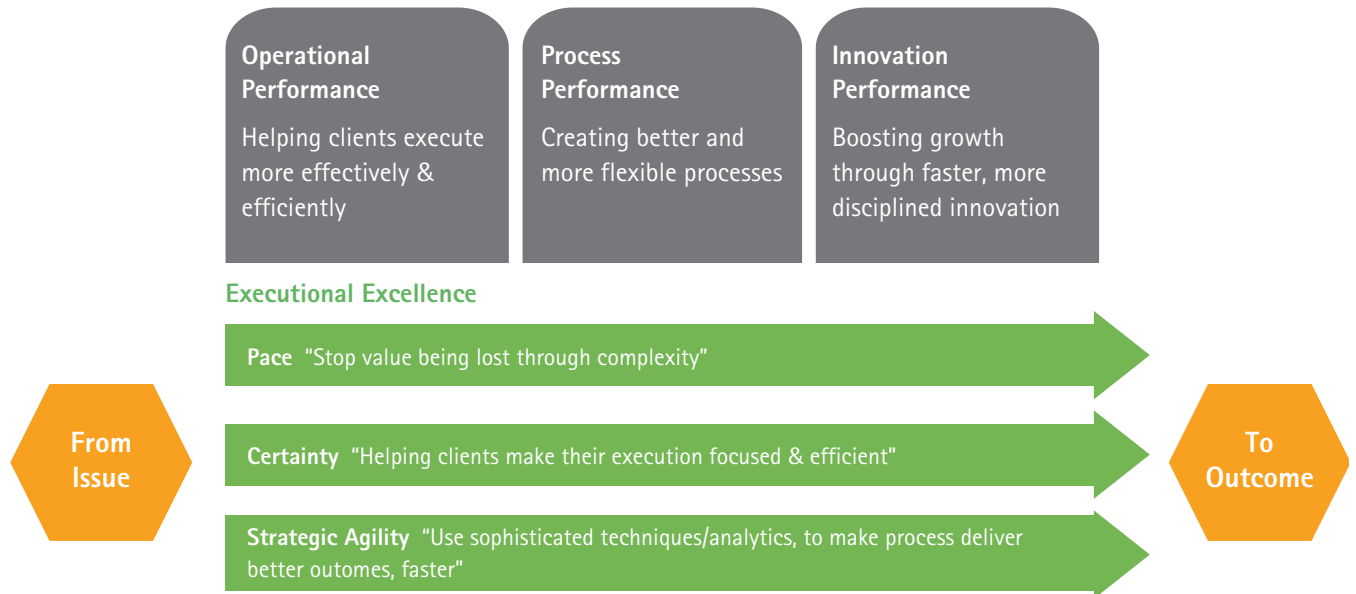 Operational
Performance
Helping clients execute
more effectively &
efficiently
Process
Performance
Creating better and
more flexible processes
Innovation
Performance
Boosting growth
through faster, more
disciplined innovation
Executional Excellence
Pace “Stop value being lost through complexity”
From
Issue
Certainty “Helping clients make their execution focused & efficient”
To
Outcome
Strategic Agility “Use sophisticated techniques/analytics, to make process deliver
better outcomes, faster”